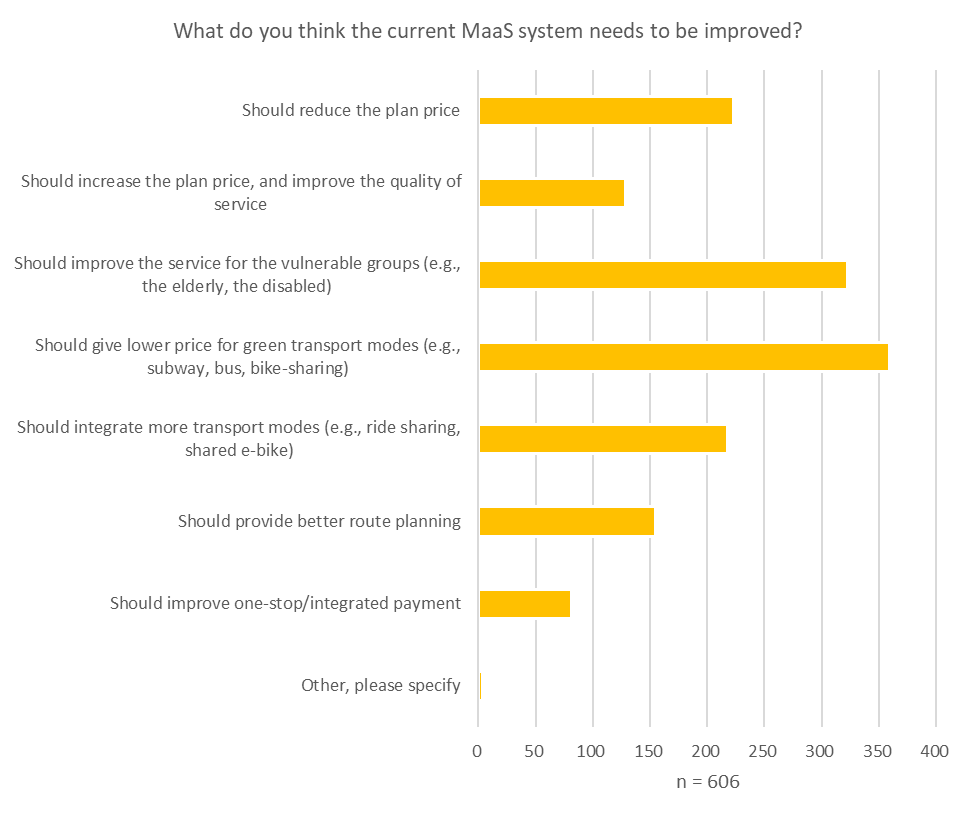 What do you think the current MaaS system needs to be improved?
Should reduce the plan price
Should increase the plan price, and improve the quality of
service
Should improve the service for the vulnerable groups (e.g.,
the elderly, the disabled)
Should give lower price for green transport modes (e.g.,
subway, bus, bike-sharing)
Should integrate more transport modes (e.g., ride sharing,
shared e-bike)
Should provide better route planning
Should improve one-stop/integrated payment
Other, please specify
0 50 100 150 200 250 300 350 400
n = 606